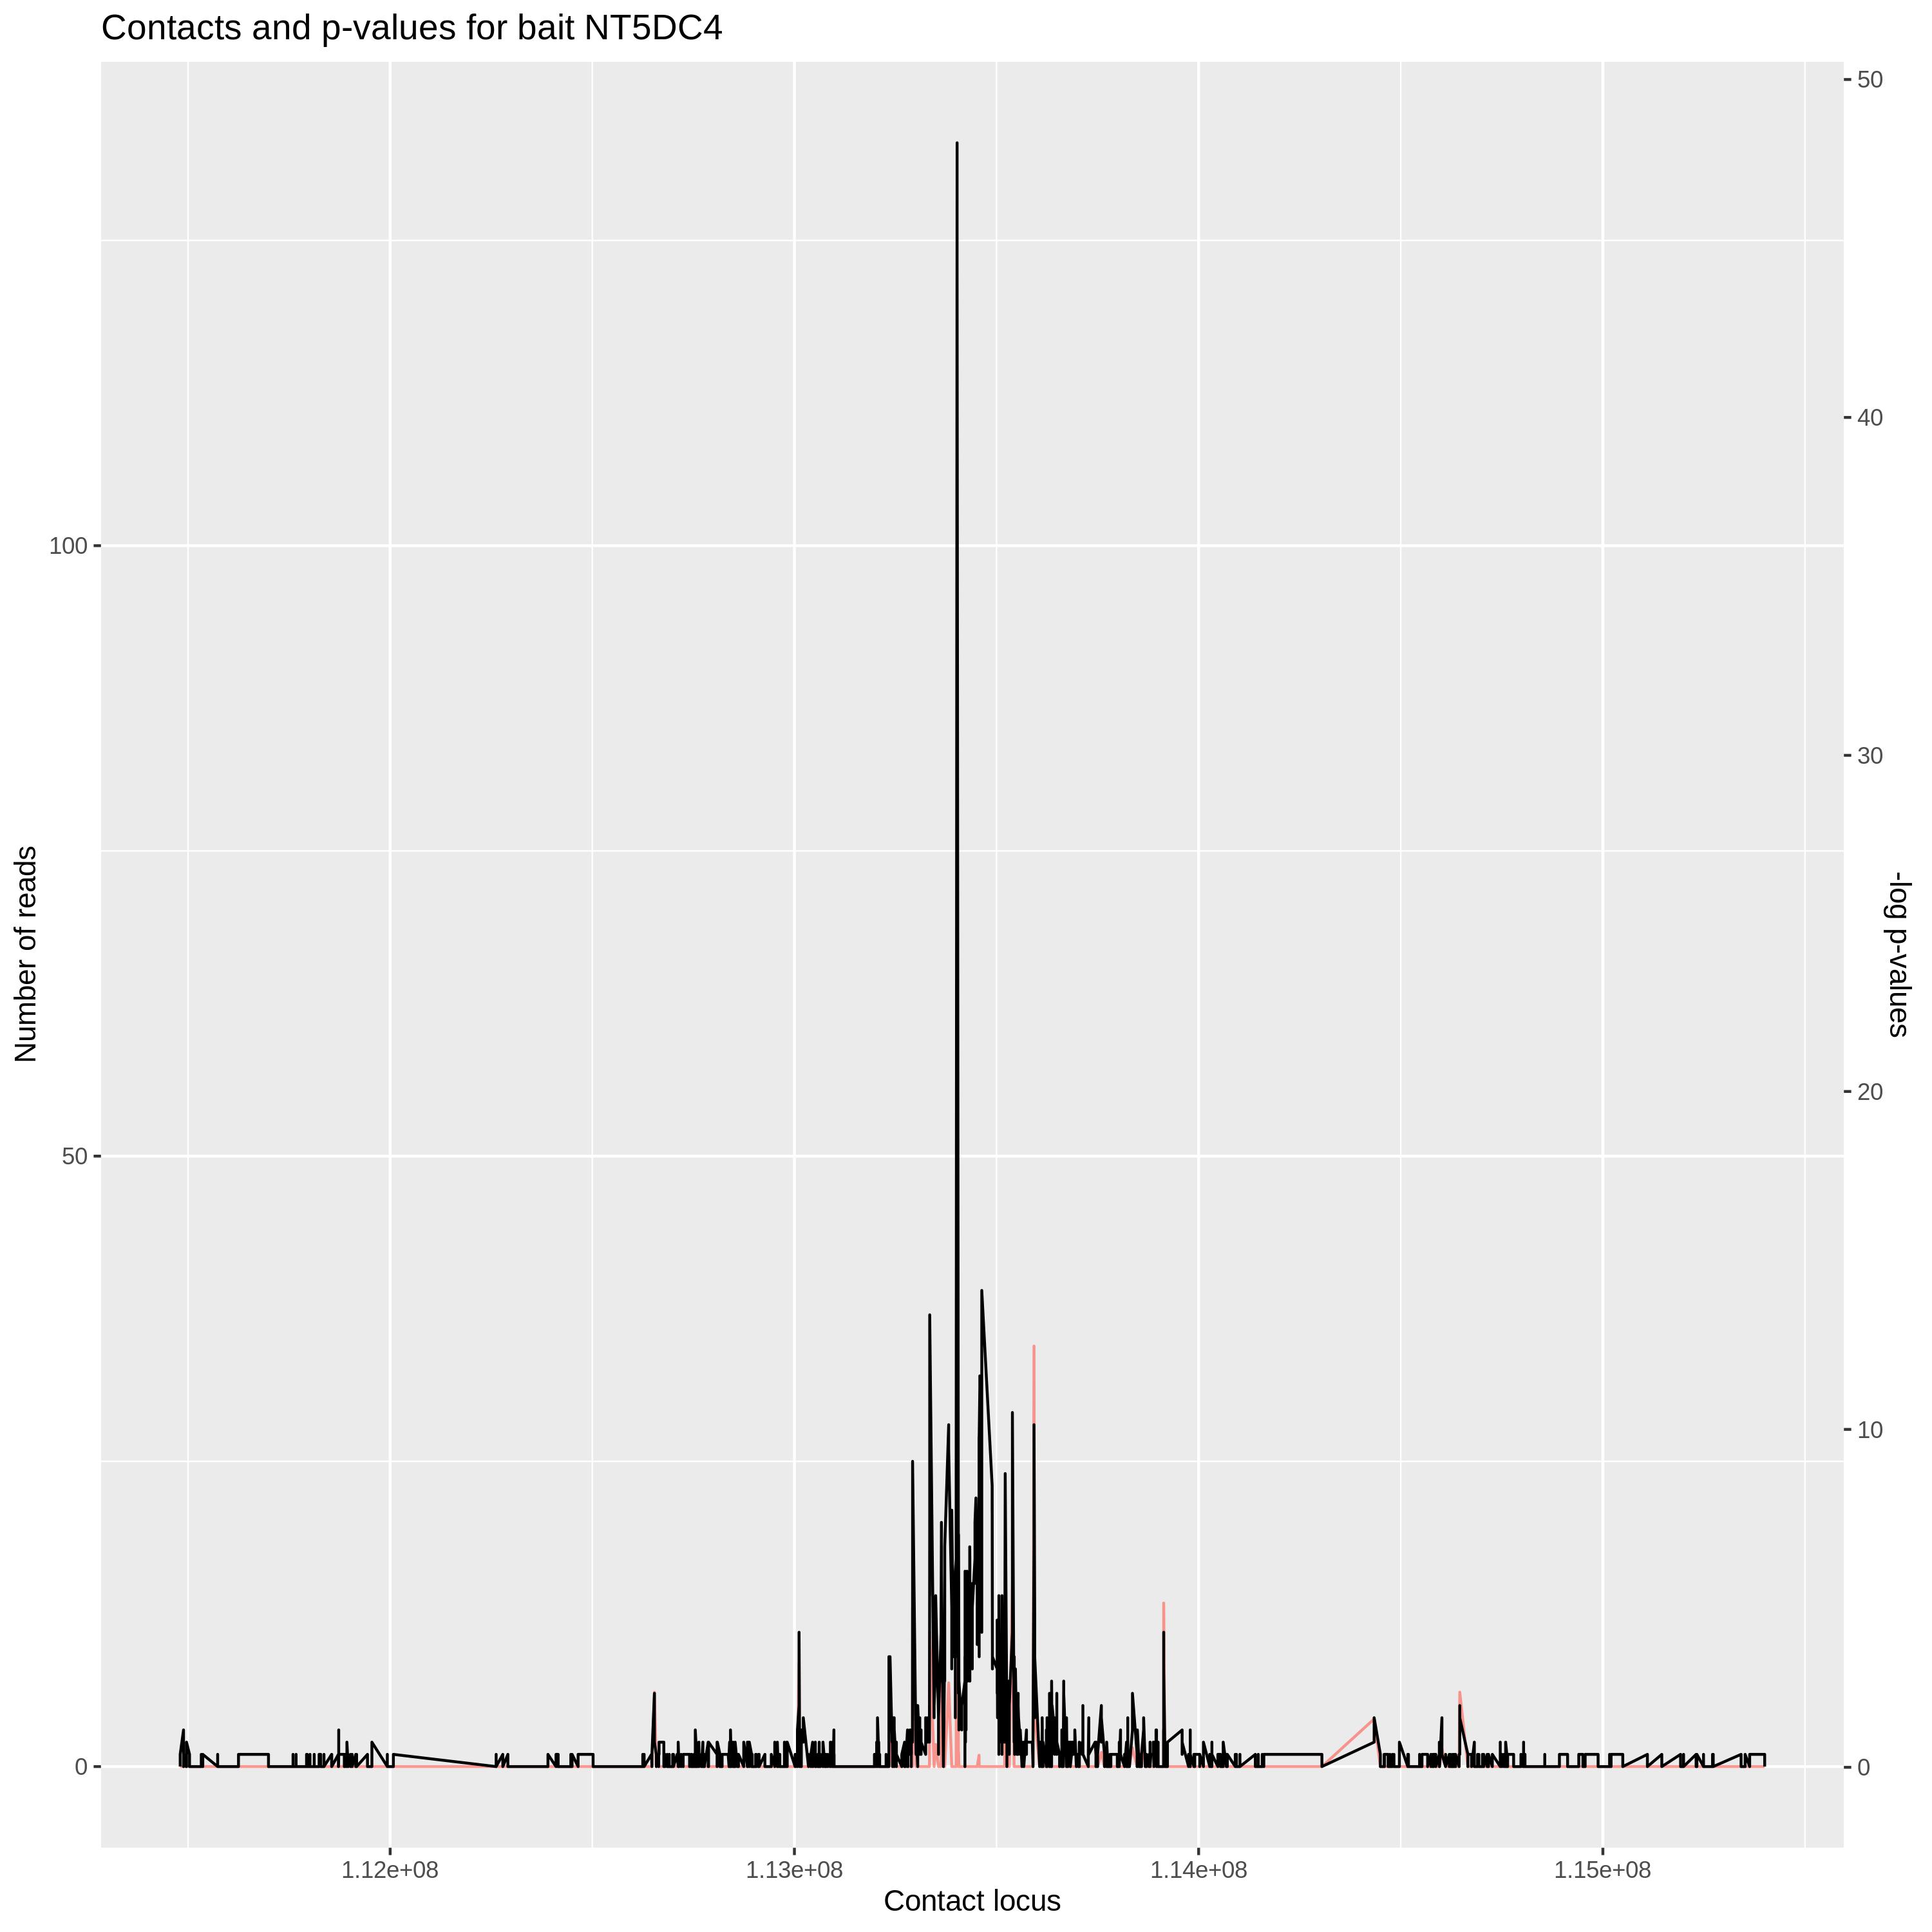 Contacts and p-values for bait NT5DC4
50
40
30
20
10
0
-log p-values
100
50
0
Number of reads
1.12e+08
1.13e+08
1.14e+08
1.15e+08
Contact locus